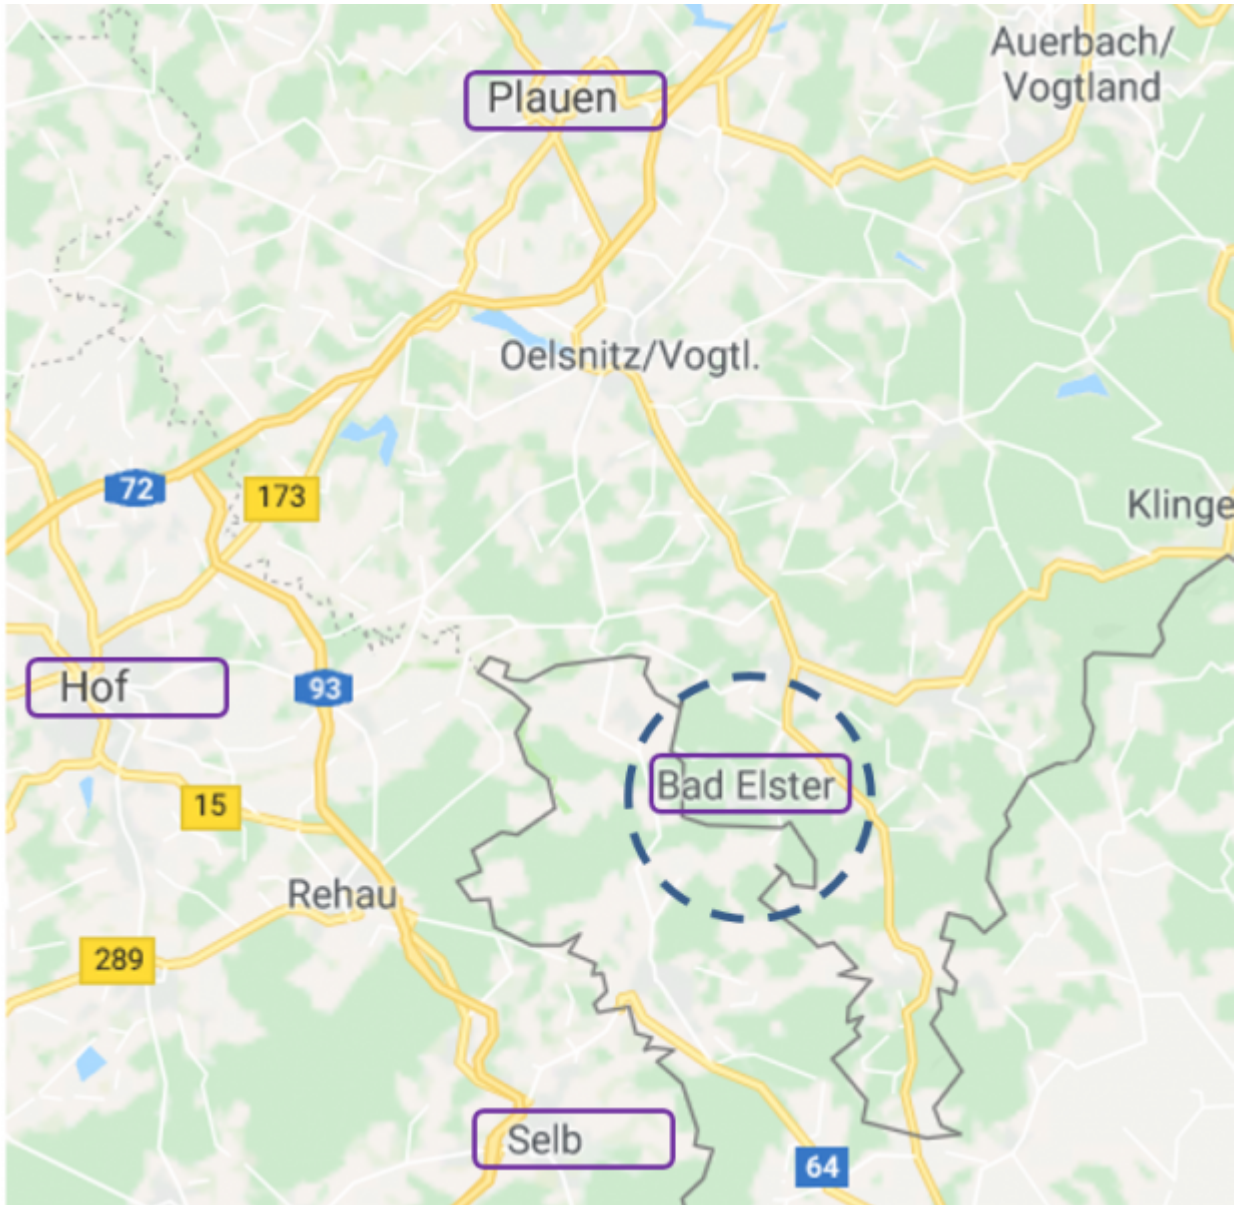 Auerbach/
Vogtland
Plauen
Oelsnitz/Vogtl.
72
173
Klinge
Hof
93
Bad Elster
15
Rehau
289
Selb
64